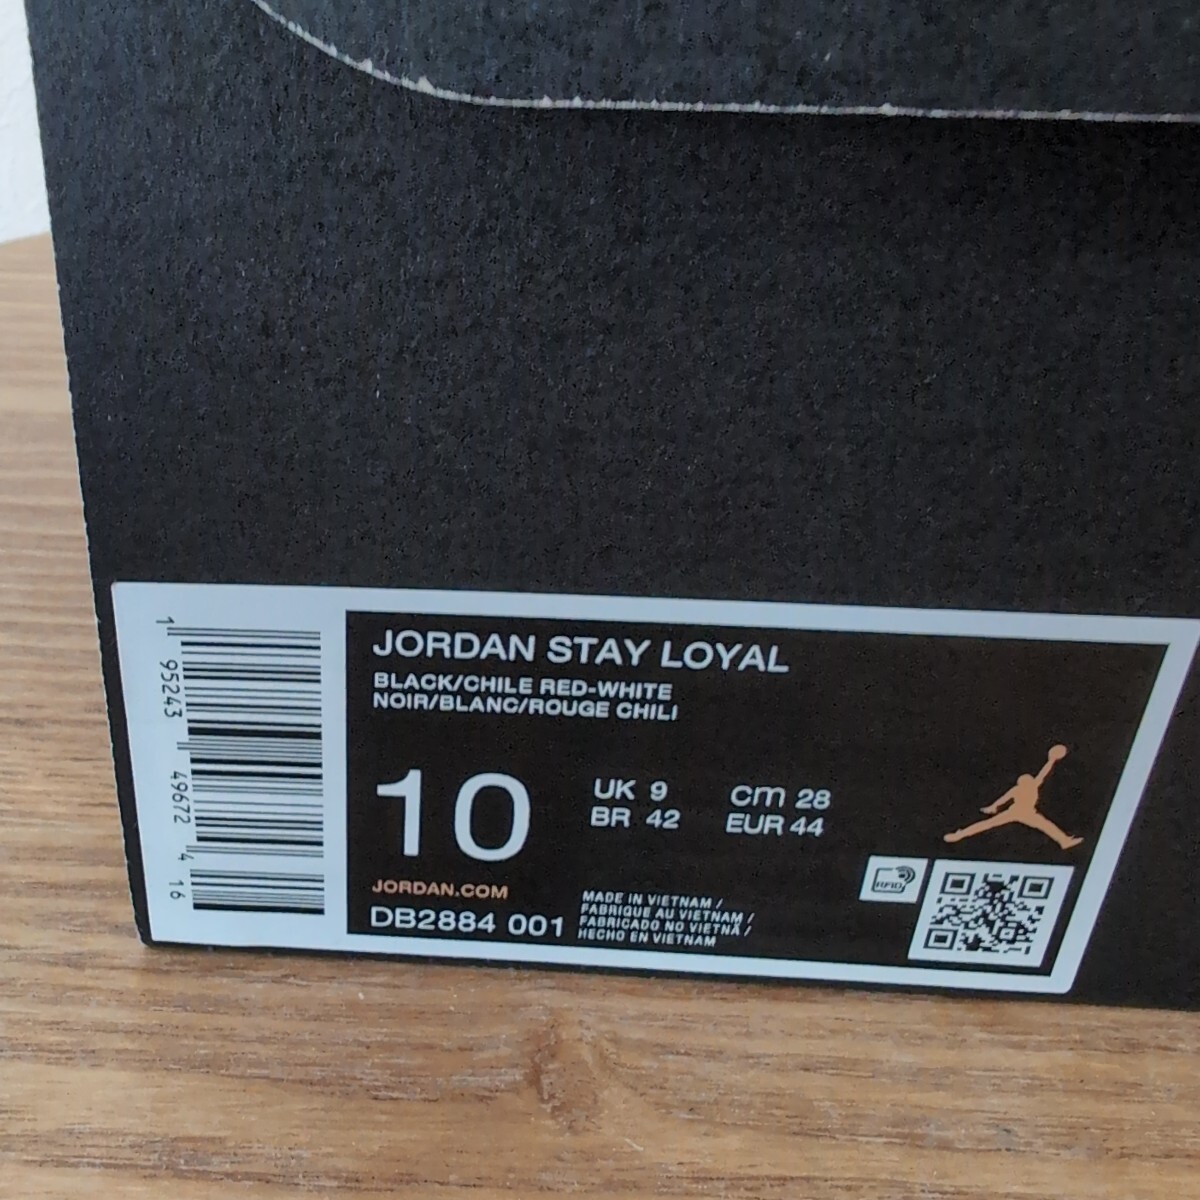 JORDAN STAY LOYAL
BLACK/CHILE RED-WHITE
NOIR/BLANC/ROUGE CHILI
10
UK 9
BR 42
cm 28
EUR 44
JORDAN.COM
DB2884 001
MADE IN VIETNAM /
FABRIQUE AU VIETNAM /
FABRICADO NO VIETNÃ /
HECHO EN VIETNAM
RFID
1 95243 49672 4 16